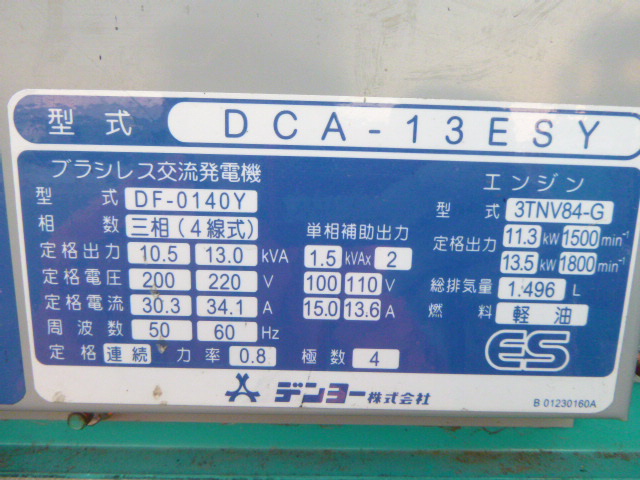 型式 DCA-13ESY
ブラシレス交流発電機
型式 DF-0140Y
相数 三相(4線式)
定格出力 10.5 13.0 kVA
定格電圧 200 220 V
定格電流 30.3 34.1 A
周波数 50 60 Hz
定格 連続 力率 0.8 極数 4
単相補助出力
1.5 kVAx 2
100 110 V
15.0 13.6 A
エンジン
型式 3TNV84-G
定格出力 11.3 kW 1500 min⁻¹
13.5 kW 1800 min⁻¹
総排気量 1.496 L
燃料 軽油
ES
デンヨー株式会社
B 01230160A